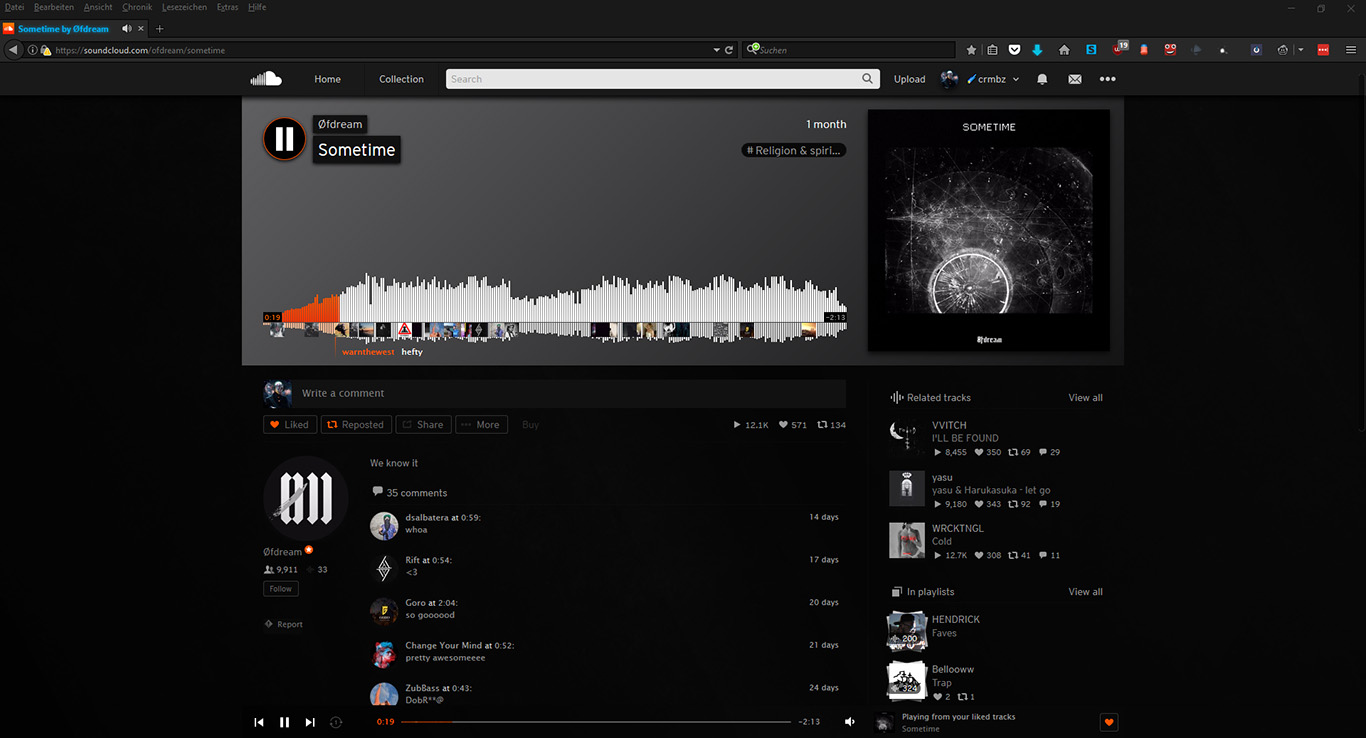 Datei Bearbeiten Ansicht Chronik Lesezeichen Extras Hilfe
Sometime by Øfdream
https://soundcloud.com/ofdream/sometime
Suchen
19
Home Collection Search Upload crmbz
Øfdream
Sometime
1 month
# Religion & spiri...
SOMETIME
Øfdream
0:19
-2:13
warnthewest hefty
Write a comment
Liked Reposted Share More Buy
12.1K 571 134
Øfdream
9,911 33
Follow
Report
We know it
35 comments
dsalbatera at 0:59:
whoa
14 days
Rift at 0:54:
<3
17 days
Goro at 2:04:
so goooood
20 days
Change Your Mind at 0:52:
pretty awesomeeee
21 days
ZubBass at 0:43:
DobR**@
24 days
Related tracks View all
VVITCH
I'LL BE FOUND
8,455 350 69 29
yasu
yasu & Harukasuka - let go
9,180 343 92 19
WRCKTNGL
Cold
12.7K 308 41 11
In playlists View all
HENDRICK
Faves
200
Bellooww
Trap
324
2 1
0:19 -2:13
Playing from your liked tracks
Sometime